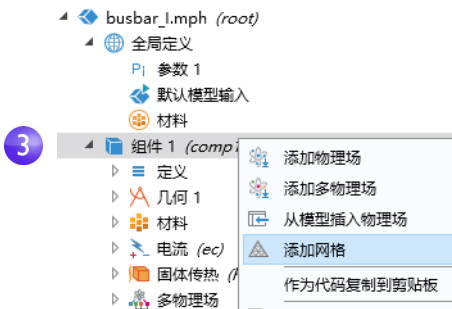 busbar_I.mph (root)
全局定义
Pi 参数 1
默认模型输入
材料
3
组件 1 (comp1
添加物理场
定义
添加多物理场
几何 1
从模型插入物理场
材料
添加网格
电流 (ec)
固体传热
作为代码复制到剪贴板
多物理场